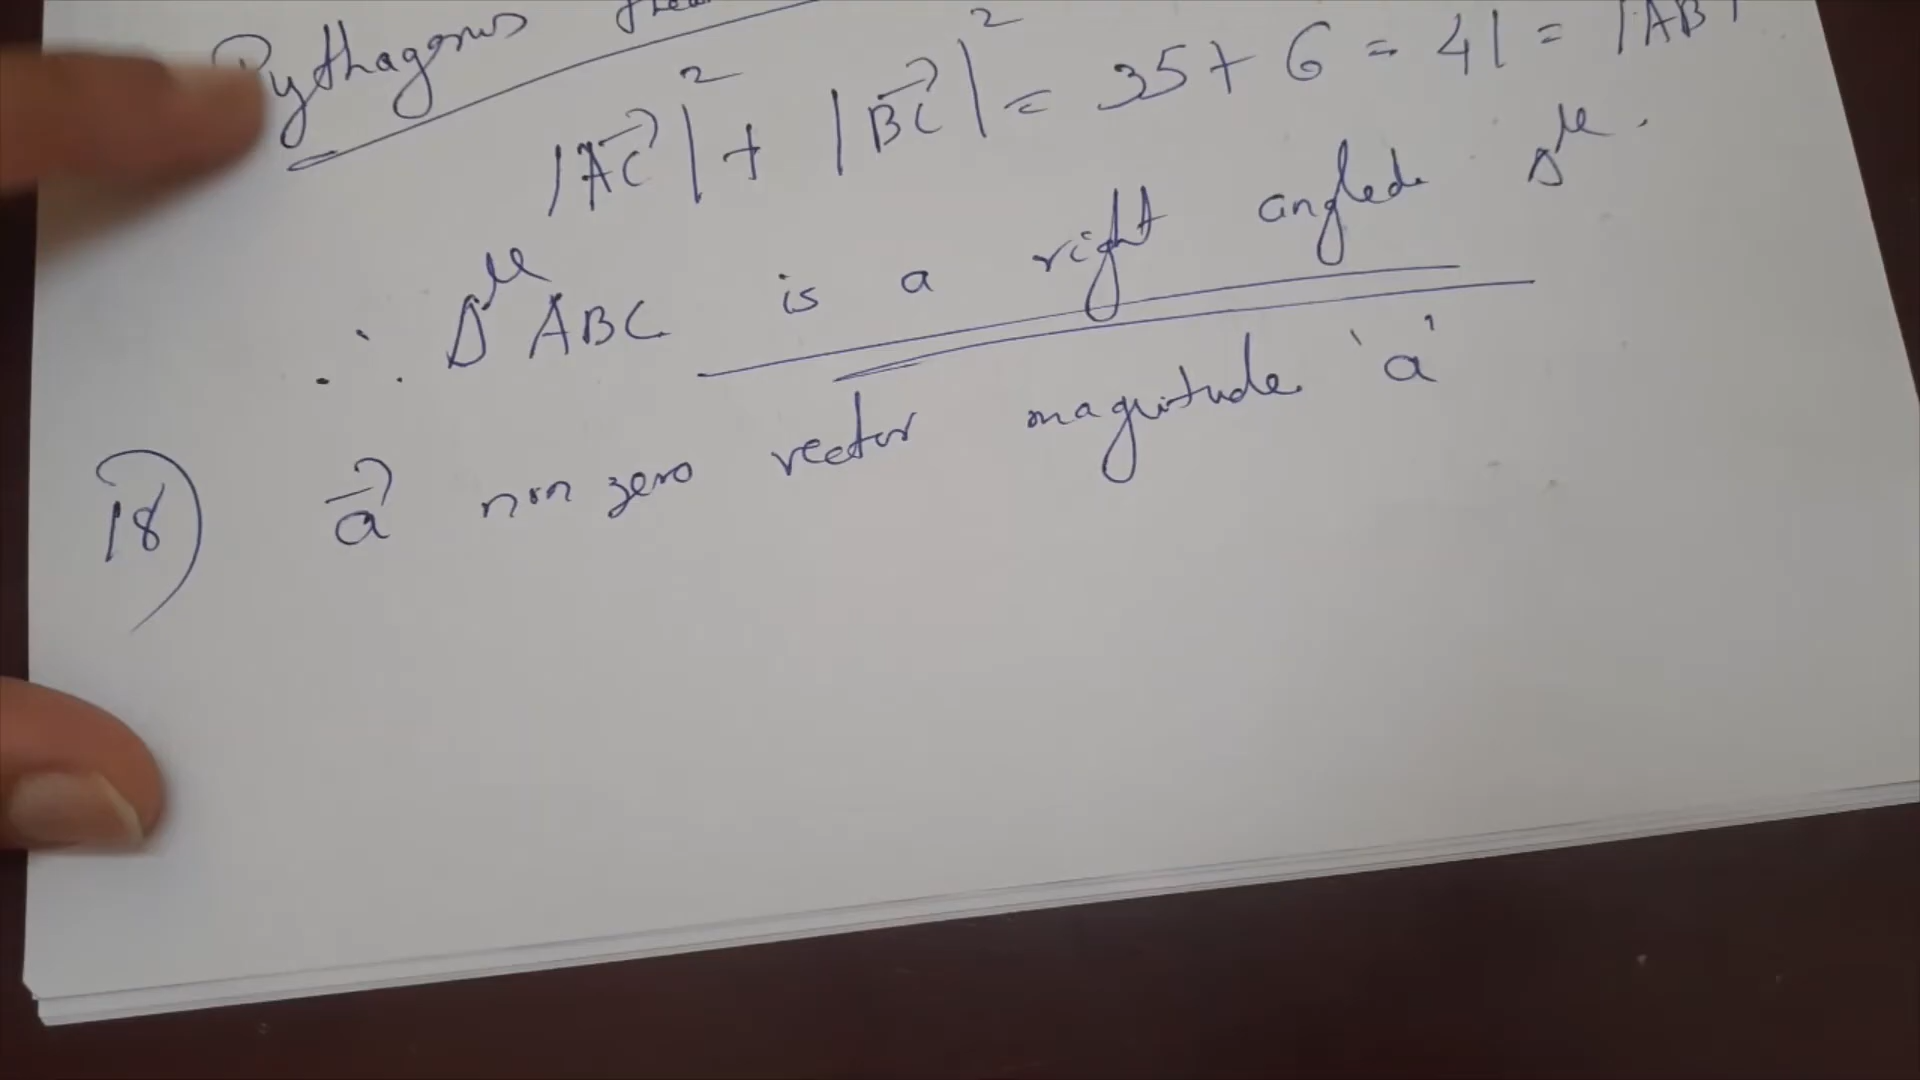 Pythagorus
|AC⃗|² + |BC⃗|² = 35 + 6 = 41 = |AB|
∴ Δˡᵉ ABC is a right angled Δˡᵉ.
18) a⃗ non zero vector magnitude 'a'